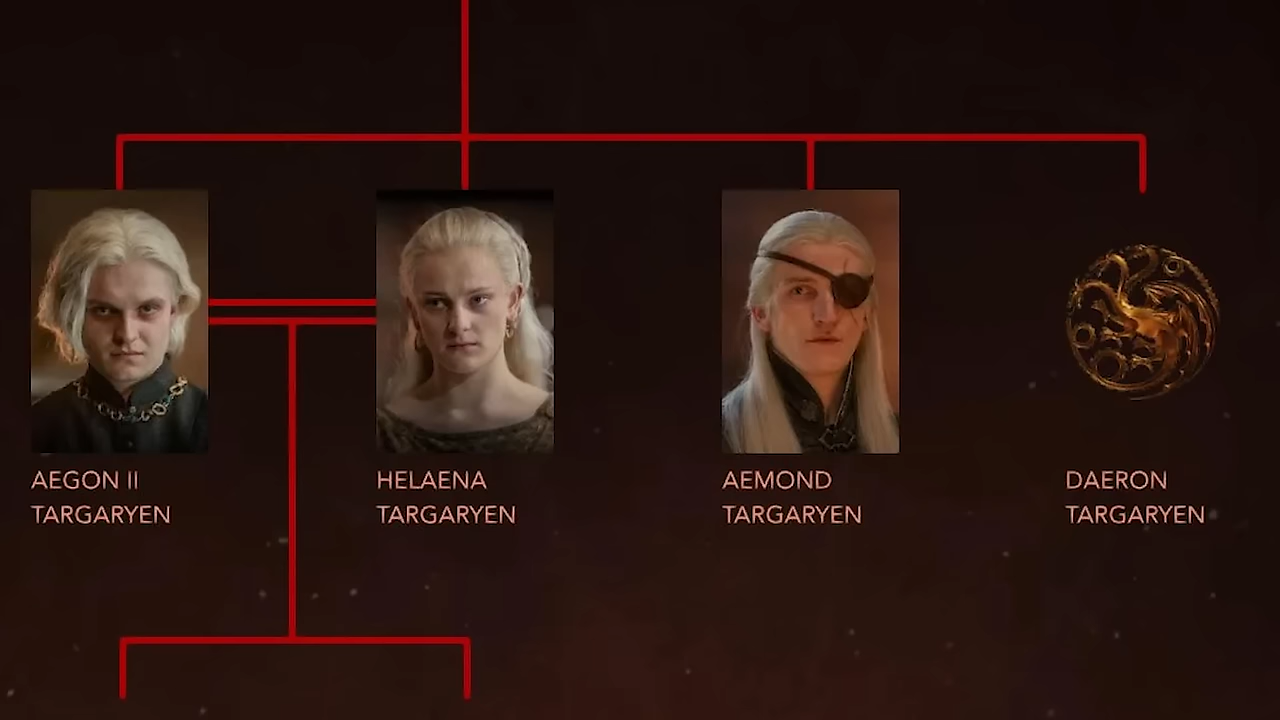 AEGON II
TARGARYEN
HELAENA
TARGARYEN
AEMOND
TARGARYEN
DAERON
TARGARYEN